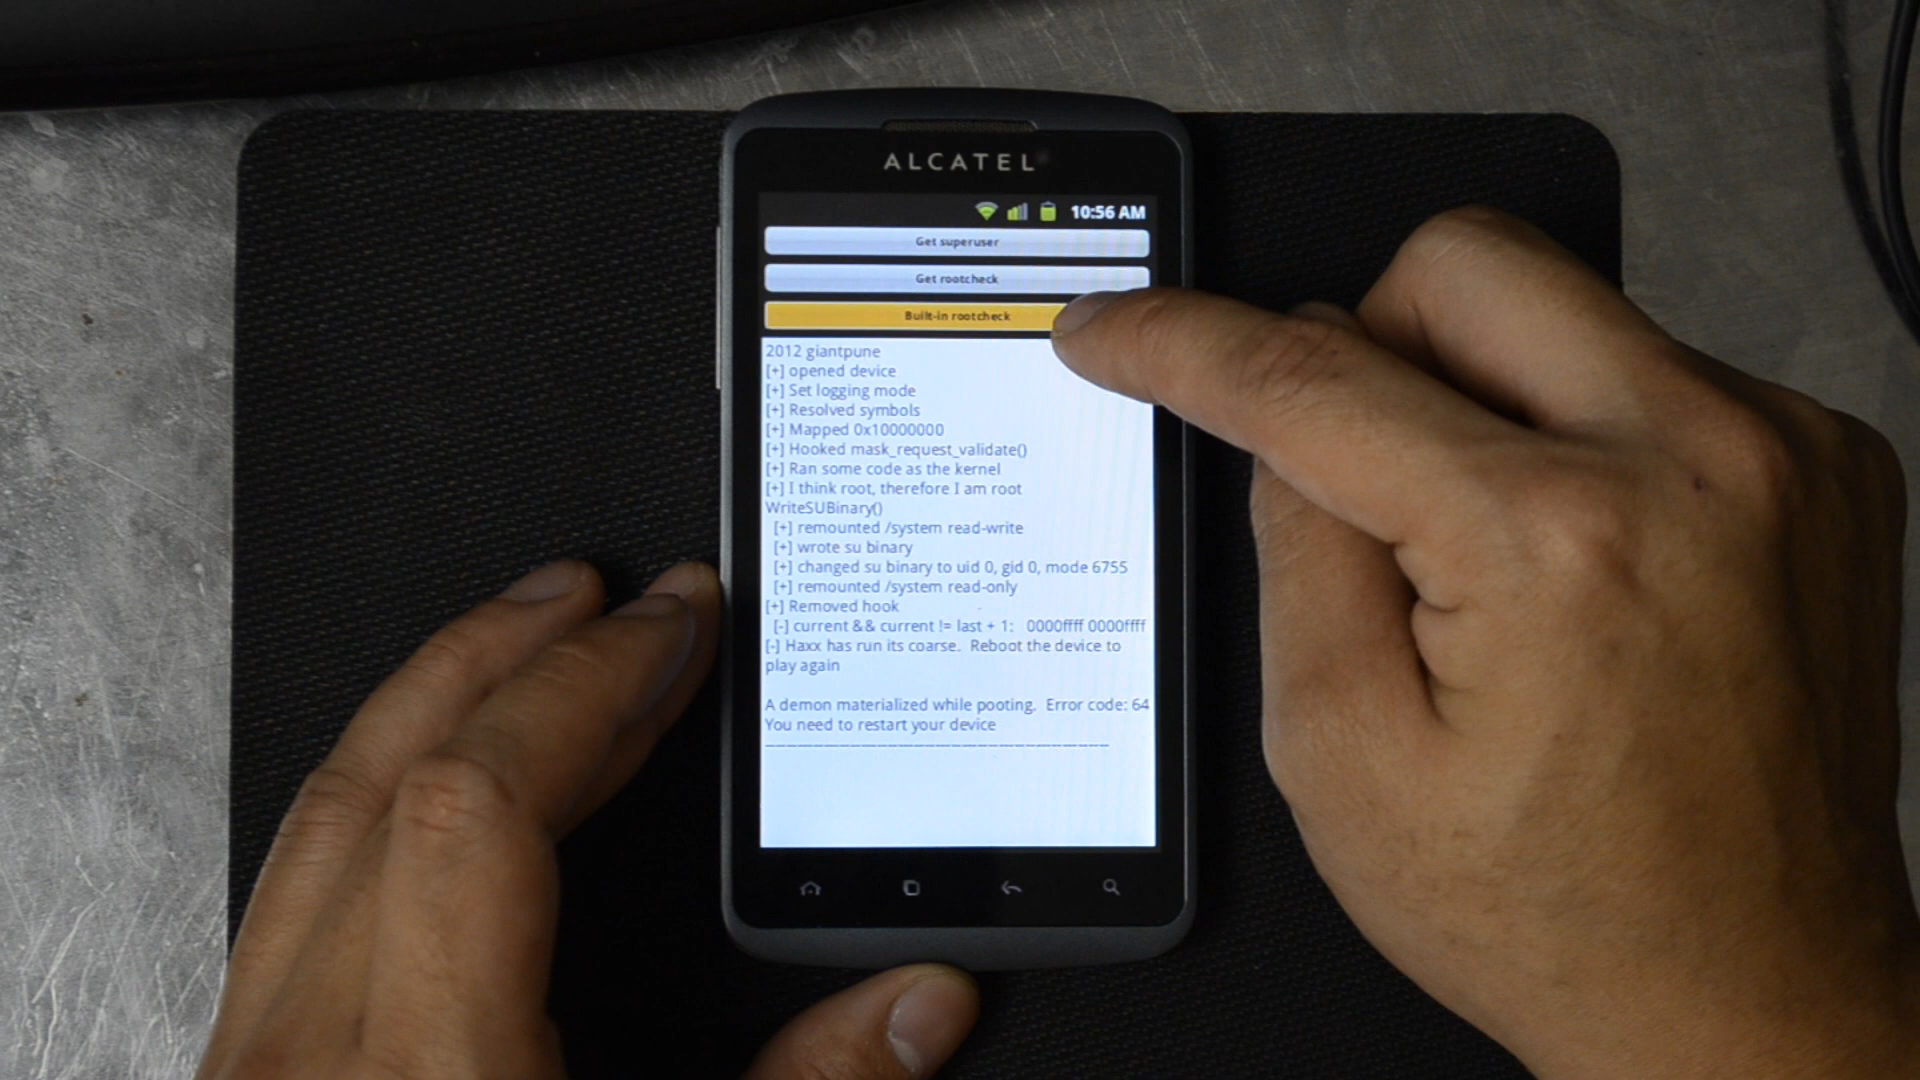 ALCATEL
10:56 AM
Get superuser
Get rootcheck
Built-in rootcheck
2012 giantpune
[+] opened device
[+] Set logging mode
[+] Resolved symbols
[+] Mapped 0x10000000
[+] Hooked mask_request_validate()
[+] Ran some code as the kernel
[+] I think root, therefore I am root
WriteSUBinary()
[+] remounted /system read-write
[+] wrote su binary
[+] changed su binary to uid 0, gid 0, mode 6755
[+] remounted /system read-only
[+] Removed hook
[-] current && current != last + 1:   0000ffff 0000ffff
[-] Haxx has run its coarse.  Reboot the device to
play again
A demon materialized while pooting.  Error code: 64
You need to restart your device